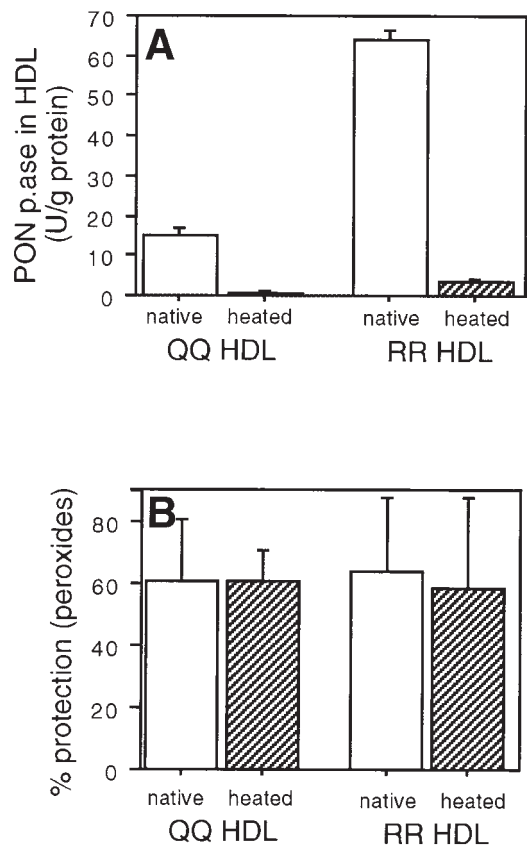 A
PON p.ase in HDL
(U/g protein)
70
60
50
40
30
20
10
0
native heated native heated
QQ HDL RR HDL
B
% protection (peroxides)
80
60
40
20
0
native heated native heated
QQ HDL RR HDL